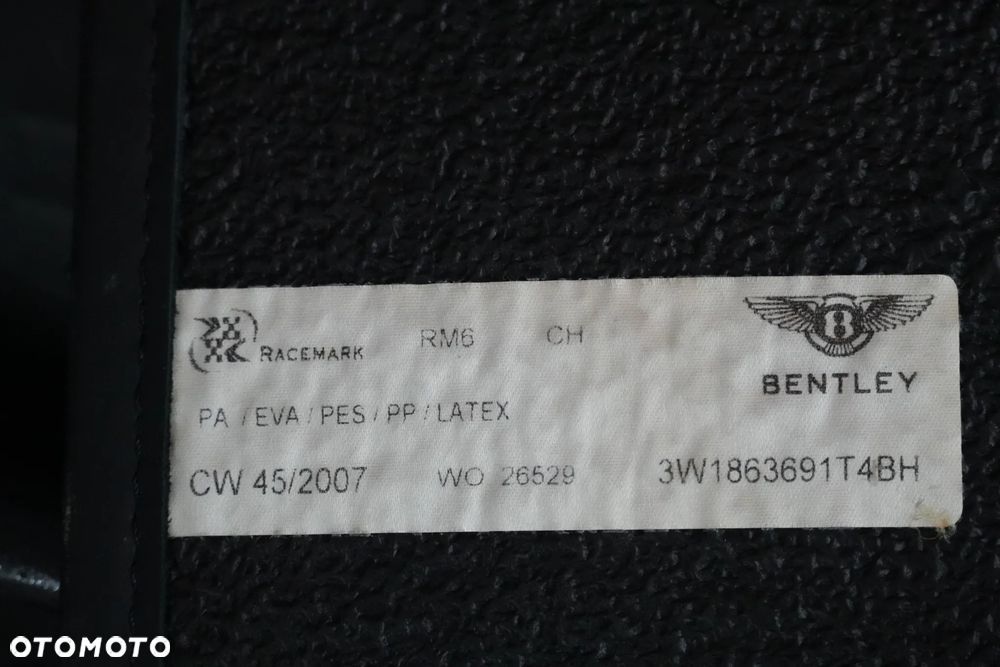 RACEMARK RM6 CH
B
BENTLEY
PA / EVA / PES / PP / LATEX
CW 45/2007 WO 26529 3W1863691T4BH
OTOMOTO